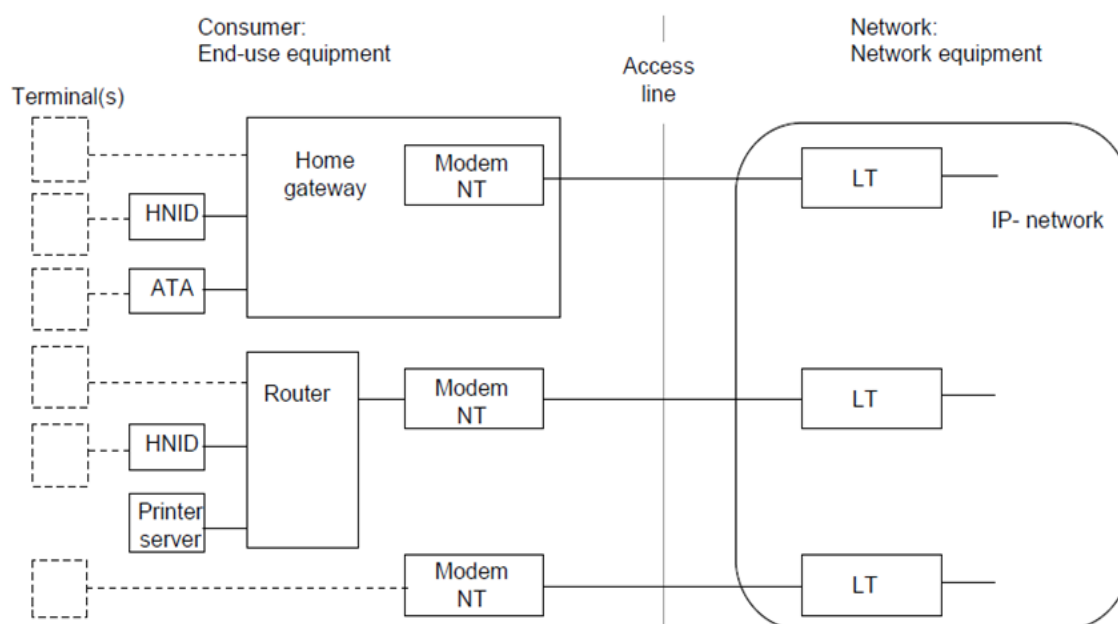 Consumer:
End-use equipment
Network:
Network equipment
Access
line
Terminal(s)
Home
gateway
Modem
NT
LT
HNID
IP- network
ATA
Router
Modem
NT
LT
HNID
Printer
server
Modem
NT
LT